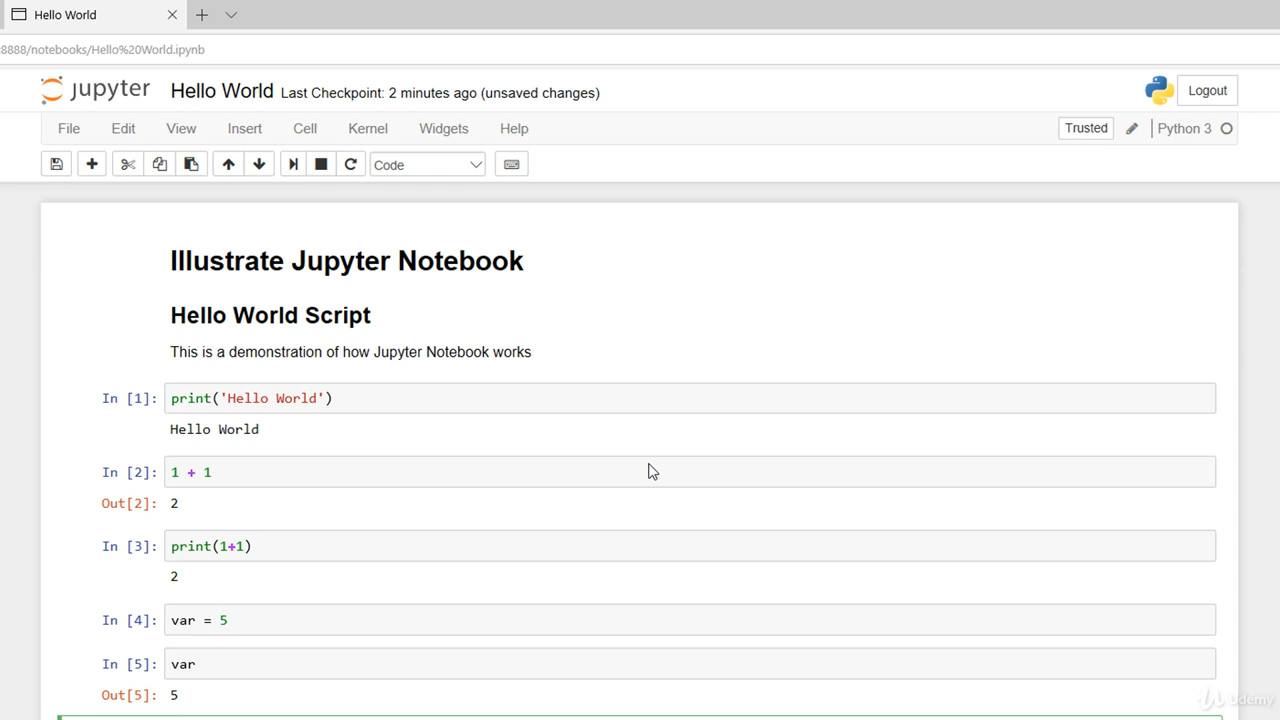 Hello World
8888/notebooks/Hello%20World.ipynb
jupyter Hello World Last Checkpoint: 2 minutes ago (unsaved changes) Logout
File Edit View Insert Cell Kernel Widgets Help Trusted Python 3
Code
Illustrate Jupyter Notebook
Hello World Script
This is a demonstration of how Jupyter Notebook works
In [1]: print('Hello World')
Hello World
In [2]: 1 + 1
Out[2]: 2
In [3]: print(1+1)
2
In [4]: var = 5
In [5]: var
Out[5]: 5
Udemy